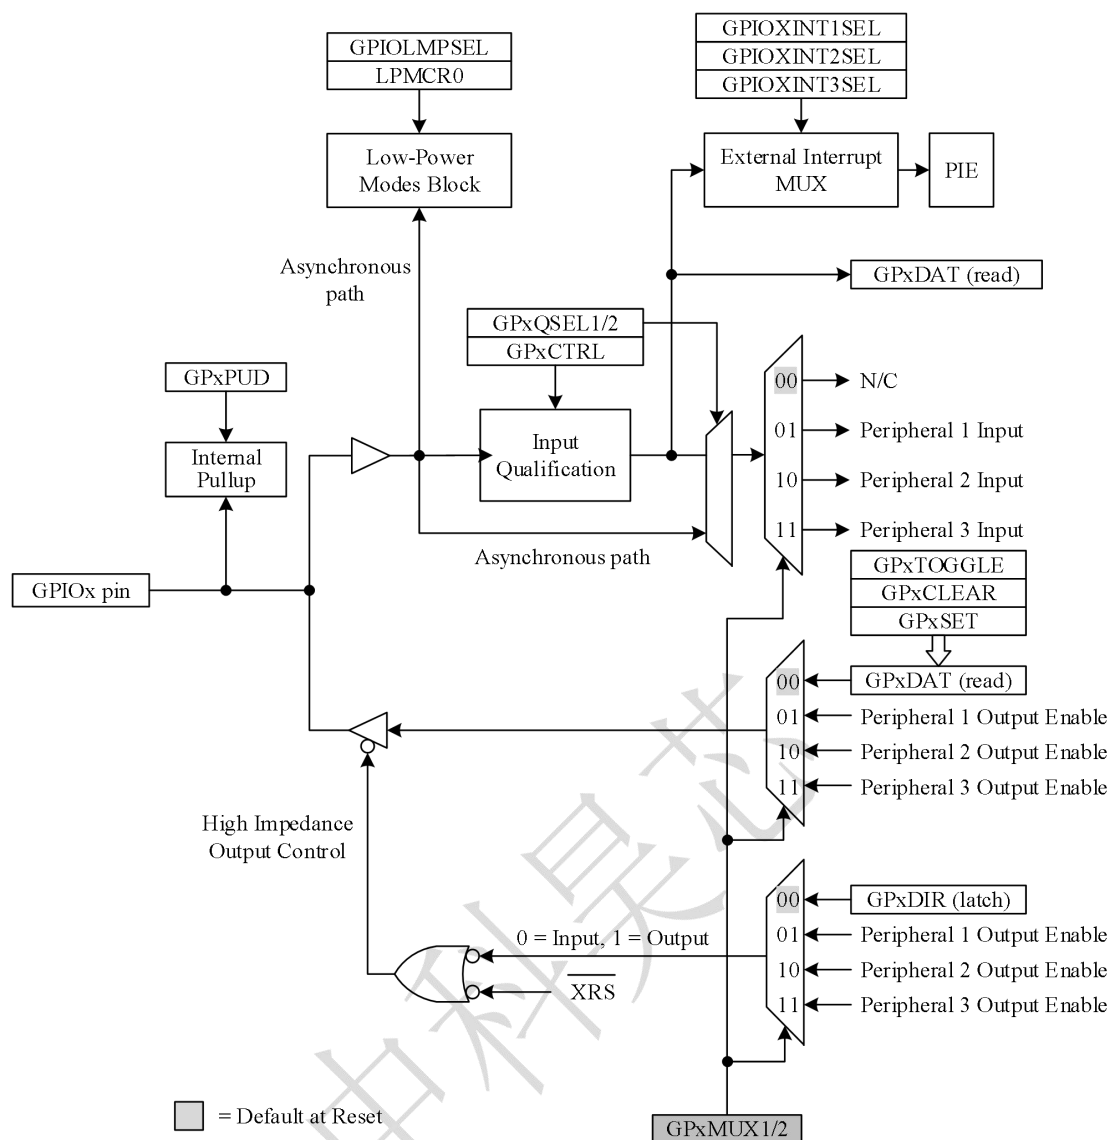 GPIOXINT1SEL
GPIOXINT2SEL
GPIOXINT3SEL
GPIOLMPSEL
LPMCR0
Low-Power
Modes Block
External Interrupt
MUX
PIE
Asynchronous
path
GPxDAT (read)
GPxQSEL1/2
GPxCTRL
GPxPUD
Internal
Pullup
Input
Qualification
00
N/C
01
Peripheral 1 Input
10
Peripheral 2 Input
11
Peripheral 3 Input
Asynchronous path
GPIOx pin
GPxTOGGLE
GPxCLEAR
GPxSET
00
GPxDAT (read)
01
Peripheral 1 Output Enable
10
Peripheral 2 Output Enable
11
Peripheral 3 Output Enable
High Impedance
Output Control
00
GPxDIR (latch)
01
Peripheral 1 Output Enable
10
Peripheral 2 Output Enable
11
Peripheral 3 Output Enable
0 = Input, 1 = Output
XRS
= Default at Reset
GPxMUX1/2
中科昊芯